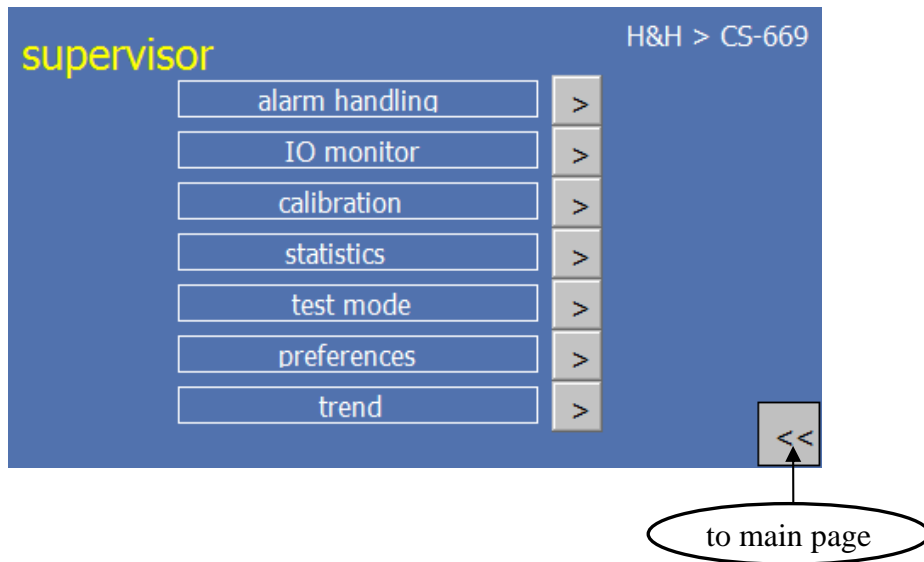 supervisor
H&H > CS-669
alarm handling >
IO monitor >
calibration >
statistics >
test mode >
preferences >
trend >
<<
to main page